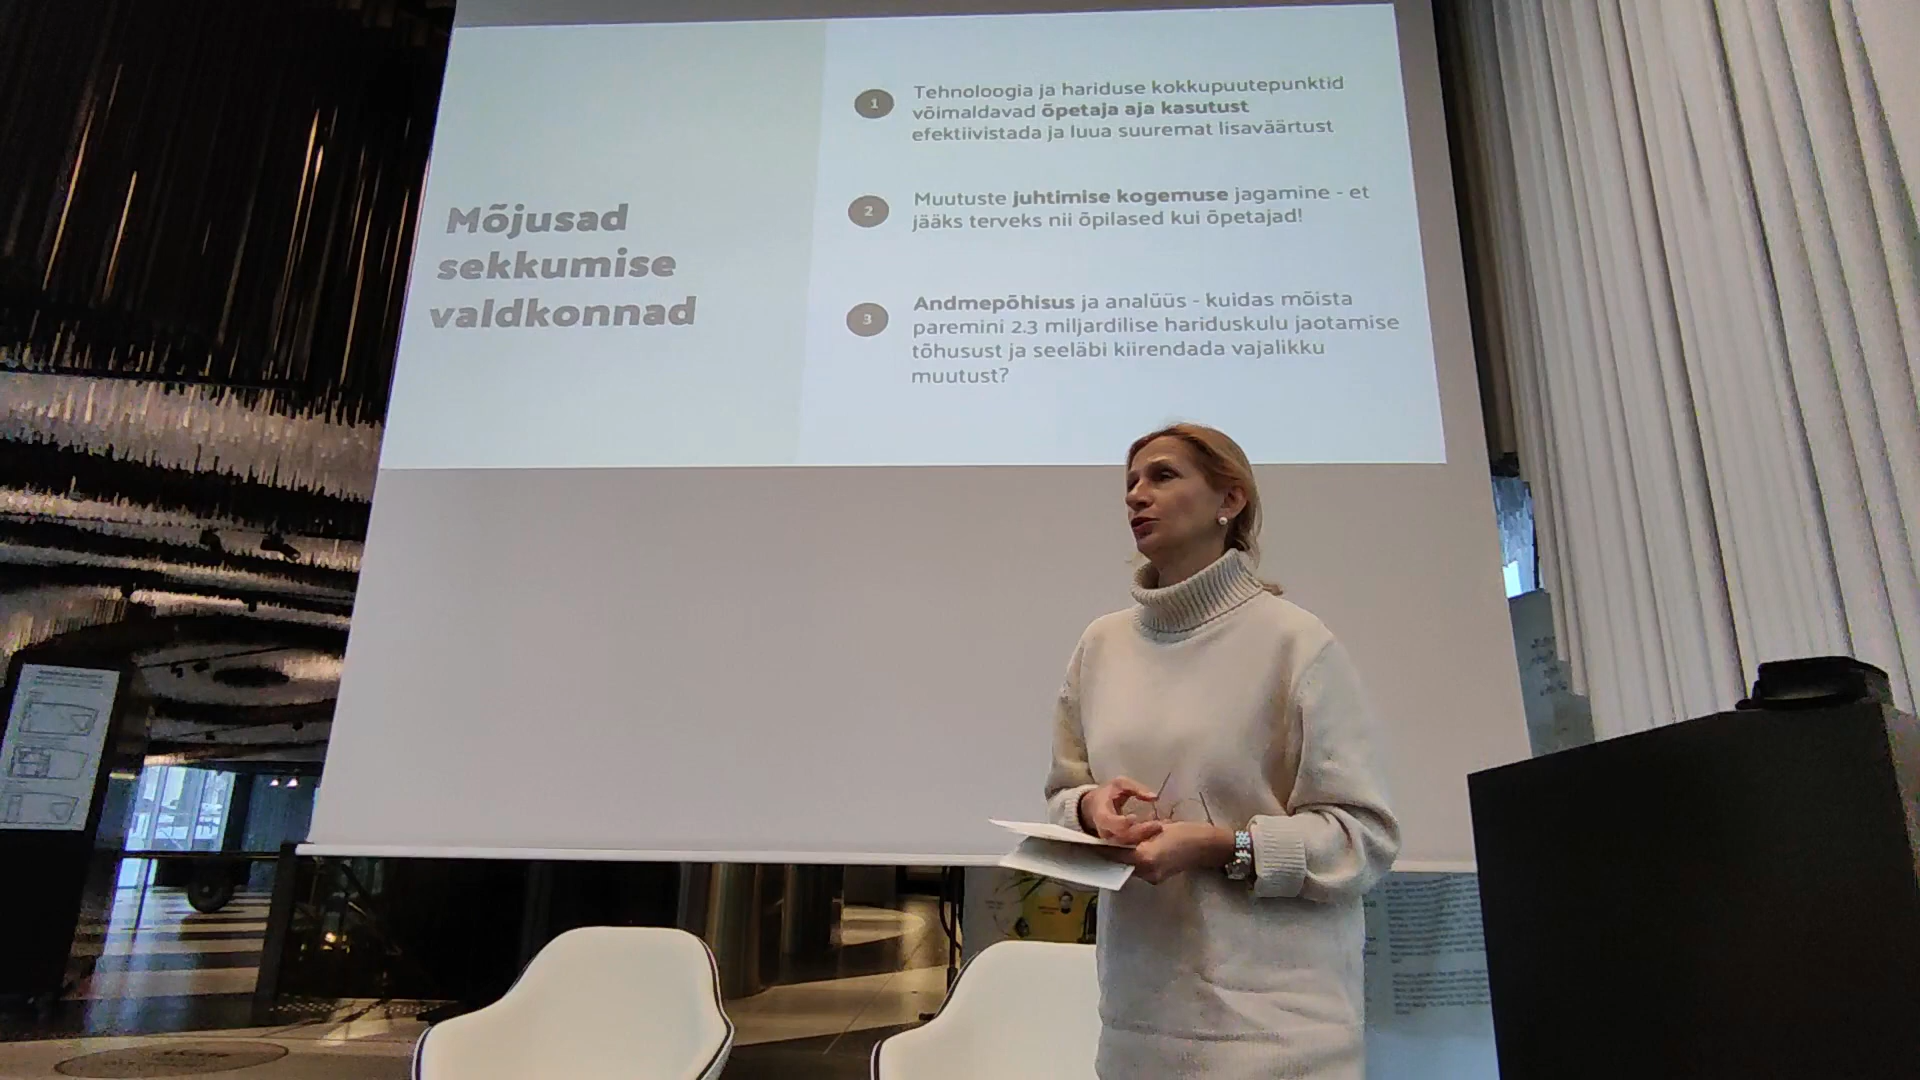 Mõjusad
sekkumise
valdkonnad
1
Tehnoloogia ja hariduse kokkupuutepunktid
võimaldavad õpetaja aja kasutust
efektiivistada ja luua suuremat lisaväärtust
2
Muutuste juhtimise kogemuse jagamine - et
jääks terveks nii õpilased kui õpetajad!
3
Andmepõhisus ja analüüs - kuidas mõista
paremini 2.3 miljardilise hariduskulu jaotamise
tõhusust ja seeläbi kiirendada vajalikku
muutust?